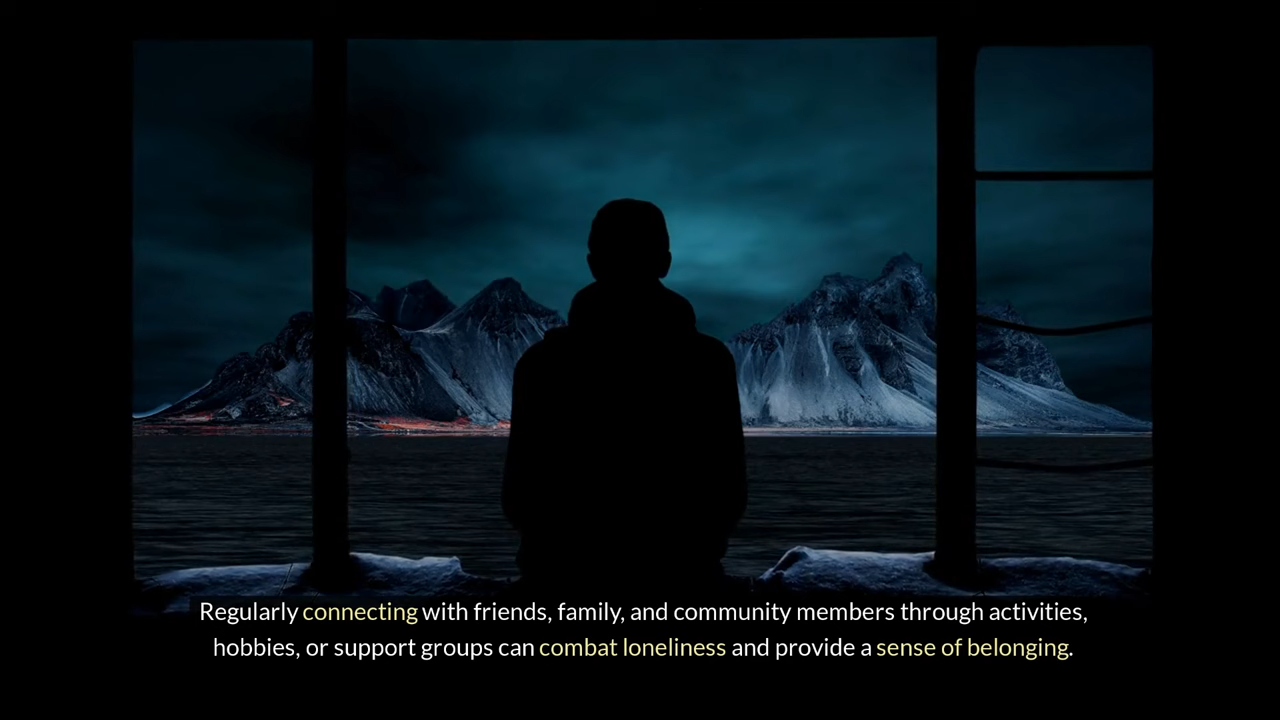 Regularly connecting with friends, family, and community members through activities,
hobbies, or support groups can combat loneliness and provide a sense of belonging.